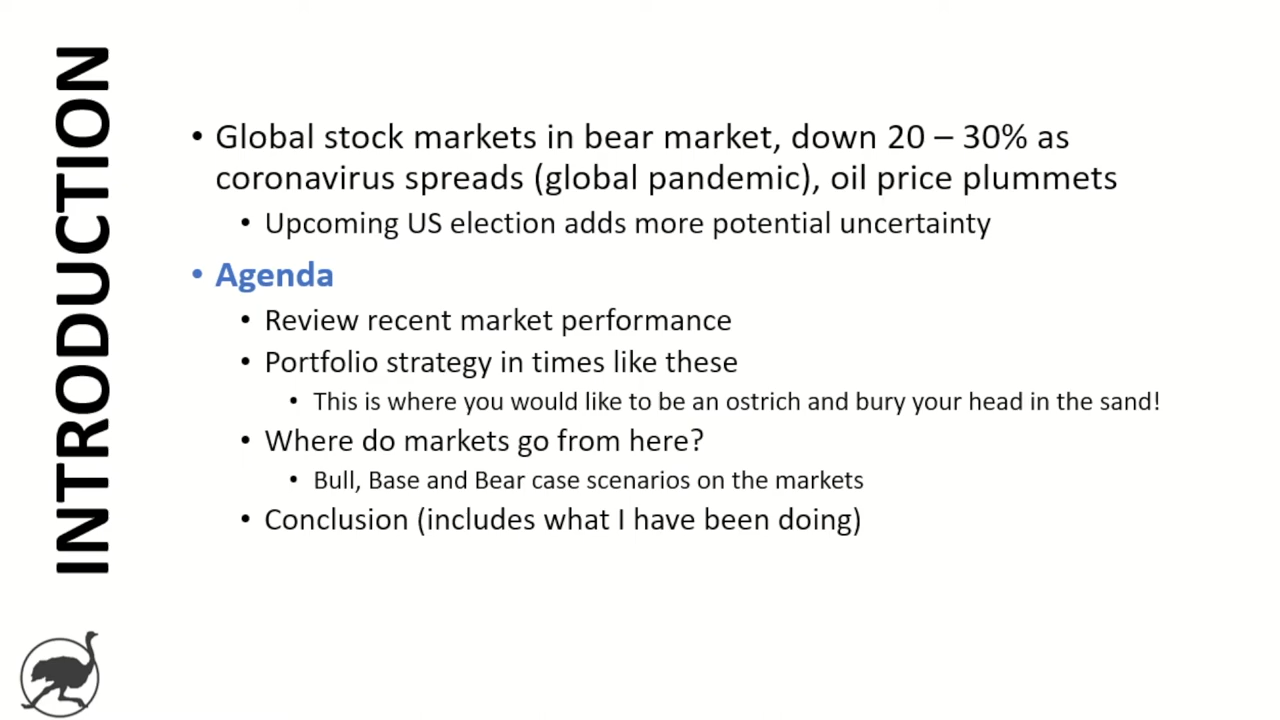 INTRODUCTION
• Global stock markets in bear market, down 20 – 30% as
coronavirus spreads (global pandemic), oil price plummets
• Upcoming US election adds more potential uncertainty
• Agenda
• Review recent market performance
• Portfolio strategy in times like these
• This is where you would like to be an ostrich and bury your head in the sand!
• Where do markets go from here?
• Bull, Base and Bear case scenarios on the markets
• Conclusion (includes what I have been doing)